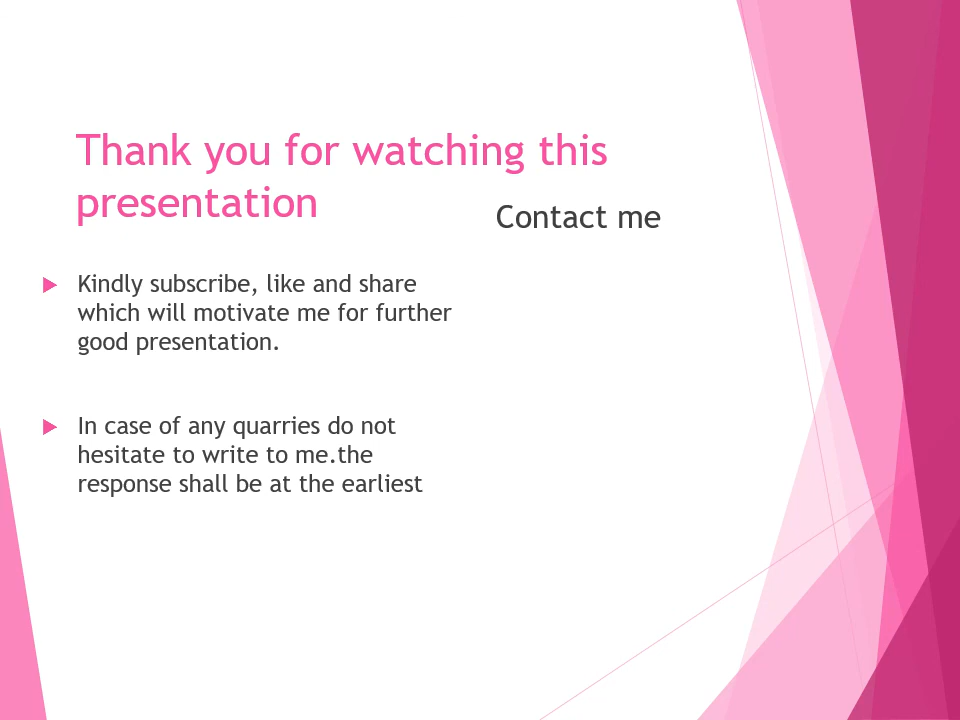 Thank you for watching this
presentation
Contact me
Kindly subscribe, like and share
which will motivate me for further
good presentation.
In case of any quarries do not
hesitate to write to me.the
response shall be at the earliest